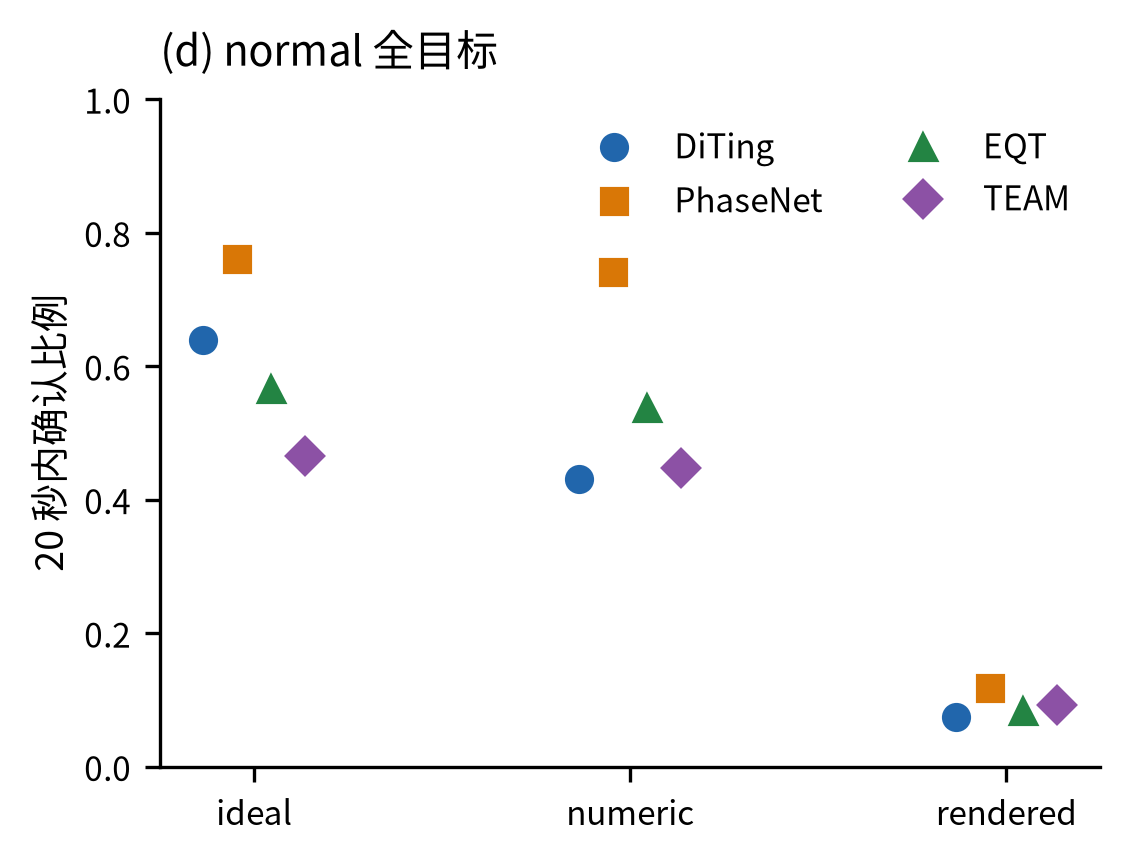 (d) normal 全目标
1.0
0.8
0.6
0.4
0.2
0.0
20 秒内确认比例
DiTing
PhaseNet
EQT
TEAM
ideal
numeric
rendered